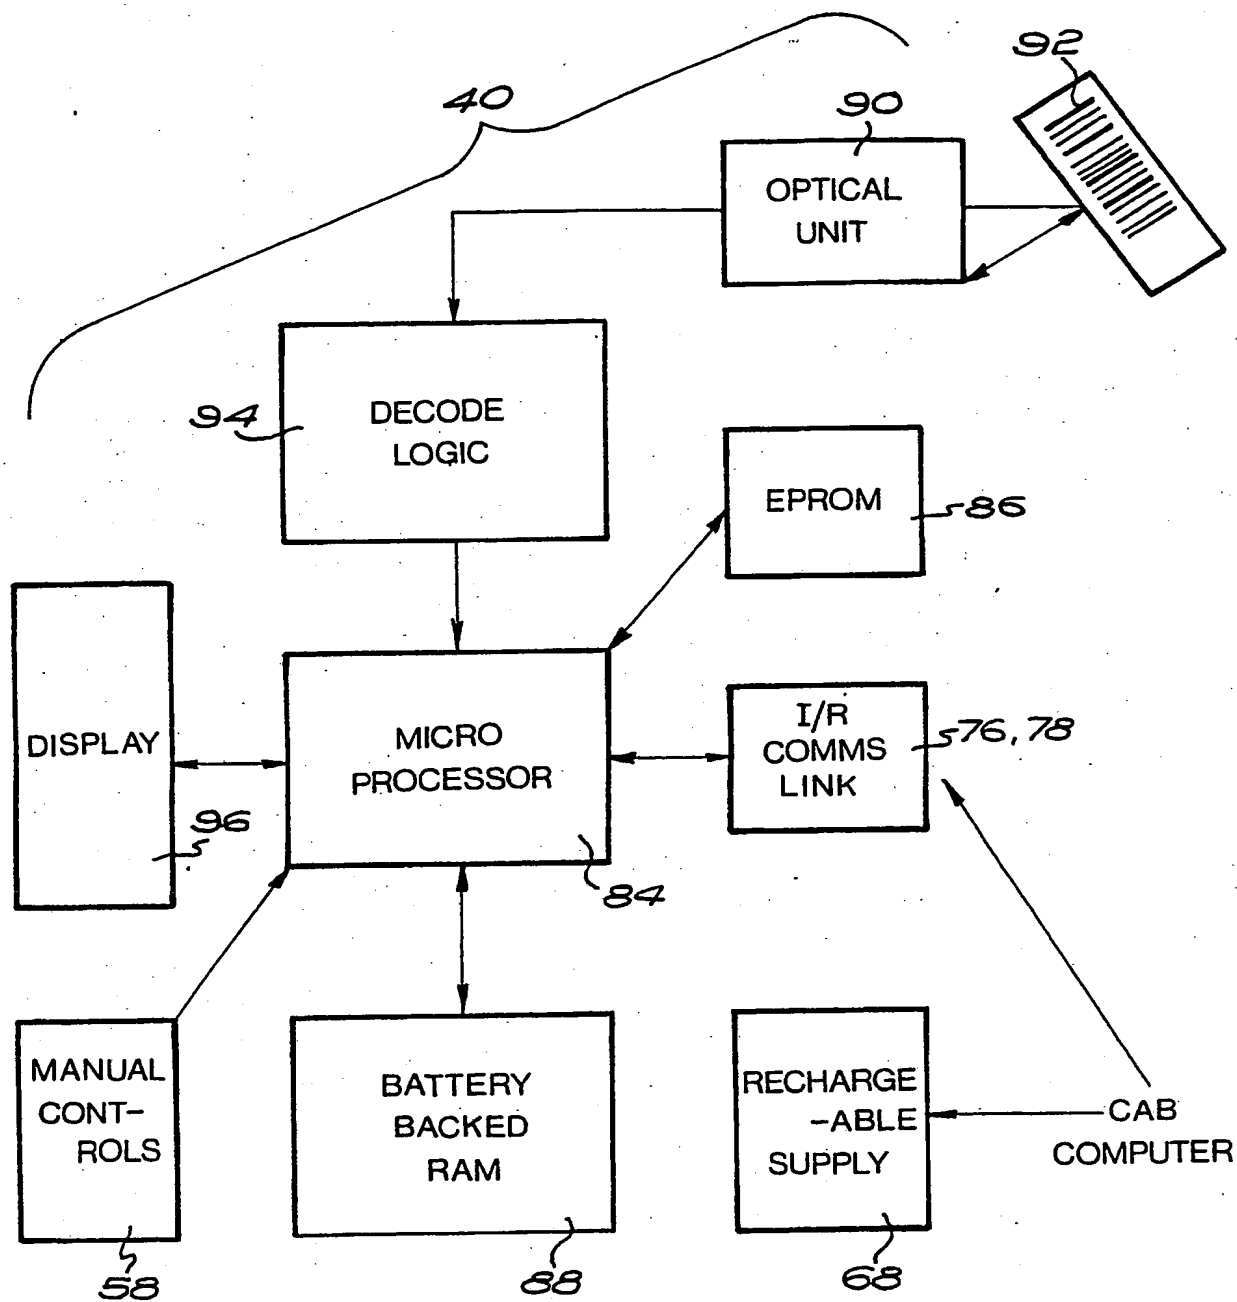 92
40
90
OPTICAL
UNIT
94
DECODE
LOGIC
EPROM
86
DISPLAY
96
MICRO
PROCESSOR
84
I/R
COMMS
LINK
76,78
MANUAL
CONT-
ROLS
58
BATTERY
BACKED
RAM
88
RECHARGE
-ABLE
SUPPLY
68
CAB
COMPUTER